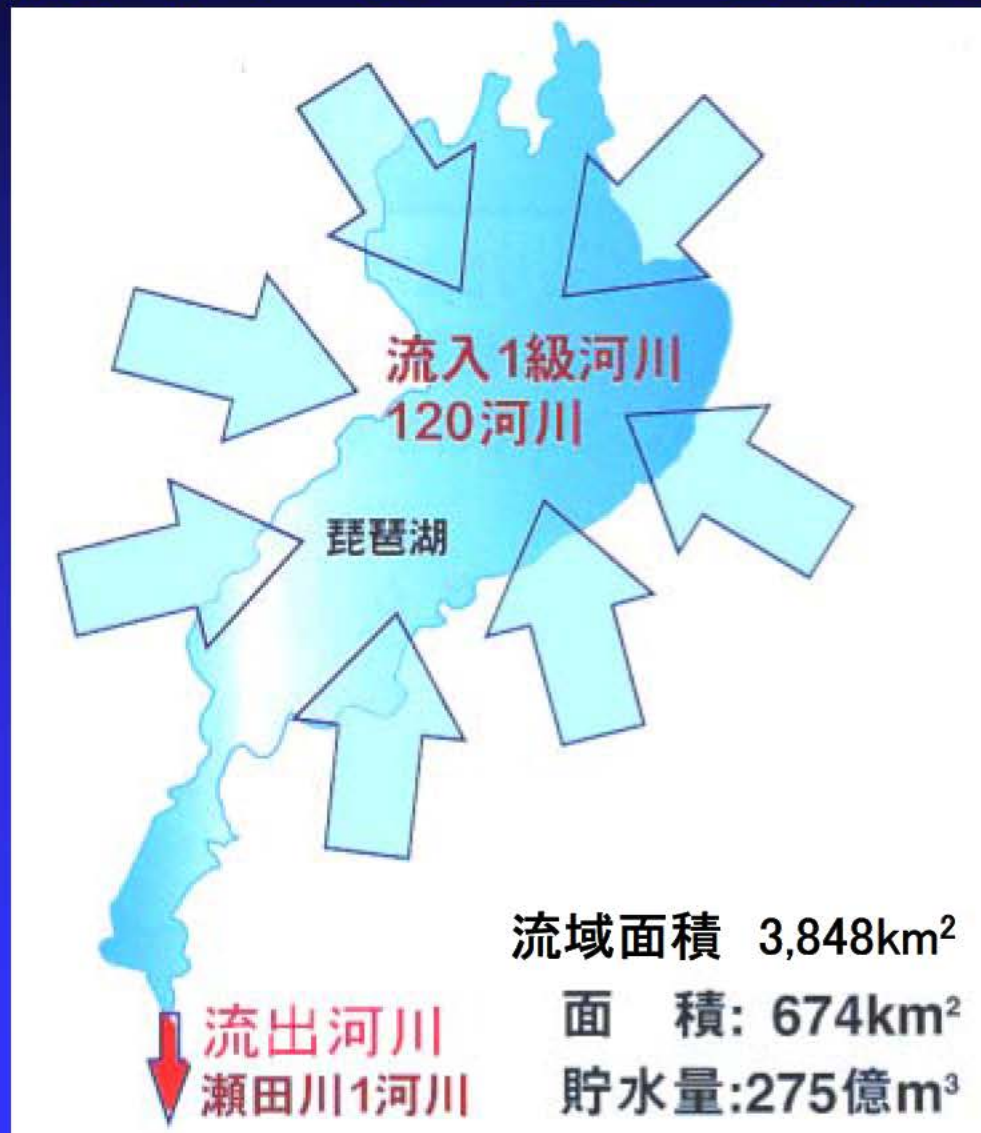 流入1級河川
120河川
琵琶湖
流域面積 3,848km²
面 積: 674km²
貯水量:275億m³
流出河川
瀬田川1河川